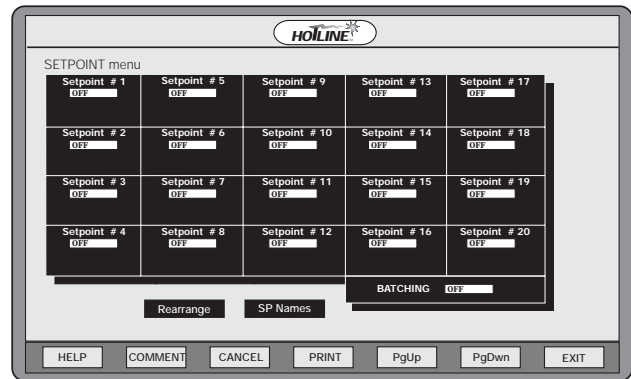 HOTLINE
SETPOINT menu
Setpoint # 1 Setpoint # 5 Setpoint # 9 Setpoint # 13 Setpoint # 17
OFF OFF OFF OFF OFF
Setpoint # 2 Setpoint # 6 Setpoint # 10 Setpoint # 14 Setpoint # 18
OFF OFF OFF OFF OFF
Setpoint # 3 Setpoint # 7 Setpoint # 11 Setpoint # 15 Setpoint # 19
OFF OFF OFF OFF OFF
Setpoint # 4 Setpoint # 8 Setpoint # 12 Setpoint # 16 Setpoint # 20
OFF OFF OFF OFF OFF
BATCHING OFF
Rearrange SP Names
HELP COMMENT CANCEL PRINT PgUp PgDwn EXIT